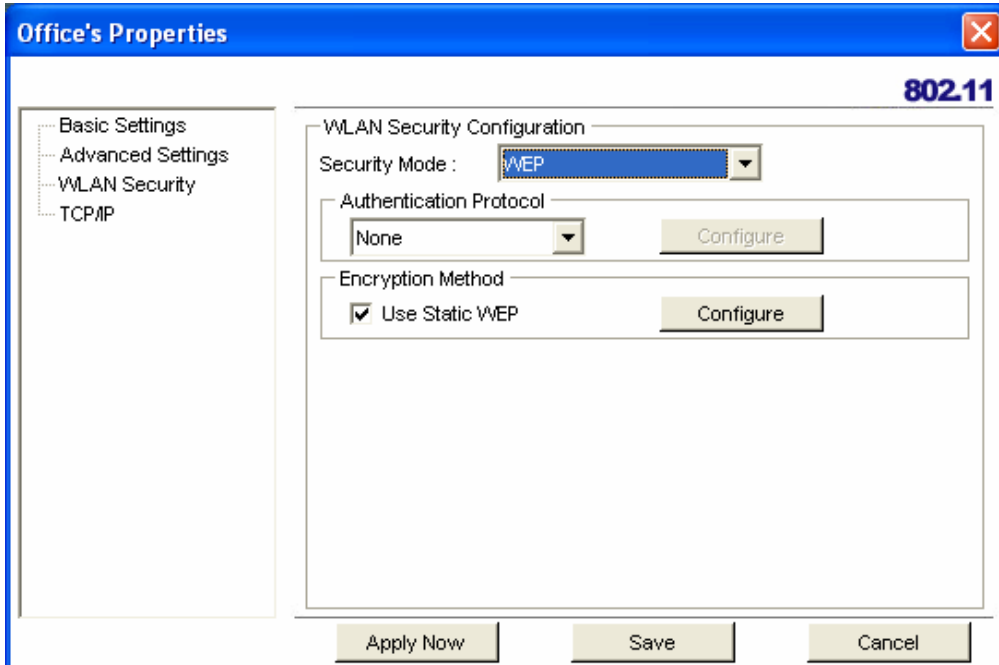 Office's Properties
802.11
Basic Settings
Advanced Settings
WLAN Security
TCP/IP
WLAN Security Configuration
Security Mode : WEP
Authentication Protocol
None Configure
Encryption Method
Use Static WEP Configure
Apply Now Save Cancel